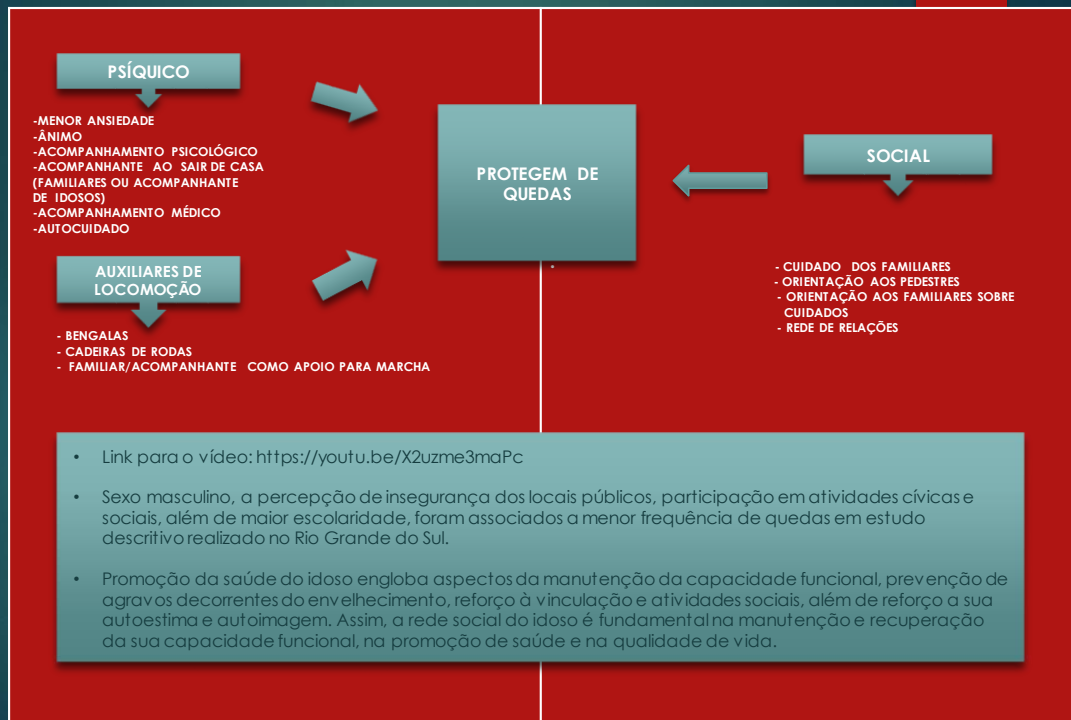 PSÍQUICO
-MENOR ANSIEDADE
-ÂNIMO
-ACOMPANHAMENTO PSICOLÓGICO
-ACOMPANHANTE AO SAIR DE CASA
(FAMILIARES OU ACOMPANHANTE
DE IDOSOS)
-ACOMPANHAMENTO MÉDICO
-AUTOCUIDADO
AUXILIARES DE
LOCOMOÇÃO
- BENGALAS
- CADEIRAS DE RODAS
- FAMILIAR/ACOMPANHANTE COMO APOIO PARA MARCHA
PROTEGEM DE
QUEDAS
.
SOCIAL
- CUIDADO DOS FAMILIARES
- ORIENTAÇÃO AOS PEDESTRES
- ORIENTAÇÃO AOS FAMILIARES SOBRE
CUIDADOS
- REDE DE RELAÇÕES
• Link para o vídeo: https://youtu.be/X2uzme3maPc
• Sexo masculino, a percepção de insegurança dos locais públicos, participação em atividades cívicas e
sociais, além de maior escolaridade, foram associados a menor frequência de quedas em estudo
descritivo realizado no Rio Grande do Sul.
• Promoção da saúde do idoso engloba aspectos da manutenção da capacidade funcional, prevenção de
agravos decorrentes do envelhecimento, reforço à vinculação e atividades sociais, além de reforço a sua
autoestima e autoimagem. Assim, a rede social do idoso é fundamental na manutenção e recuperação
da sua capacidade funcional, na promoção de saúde e na qualidade de vida.